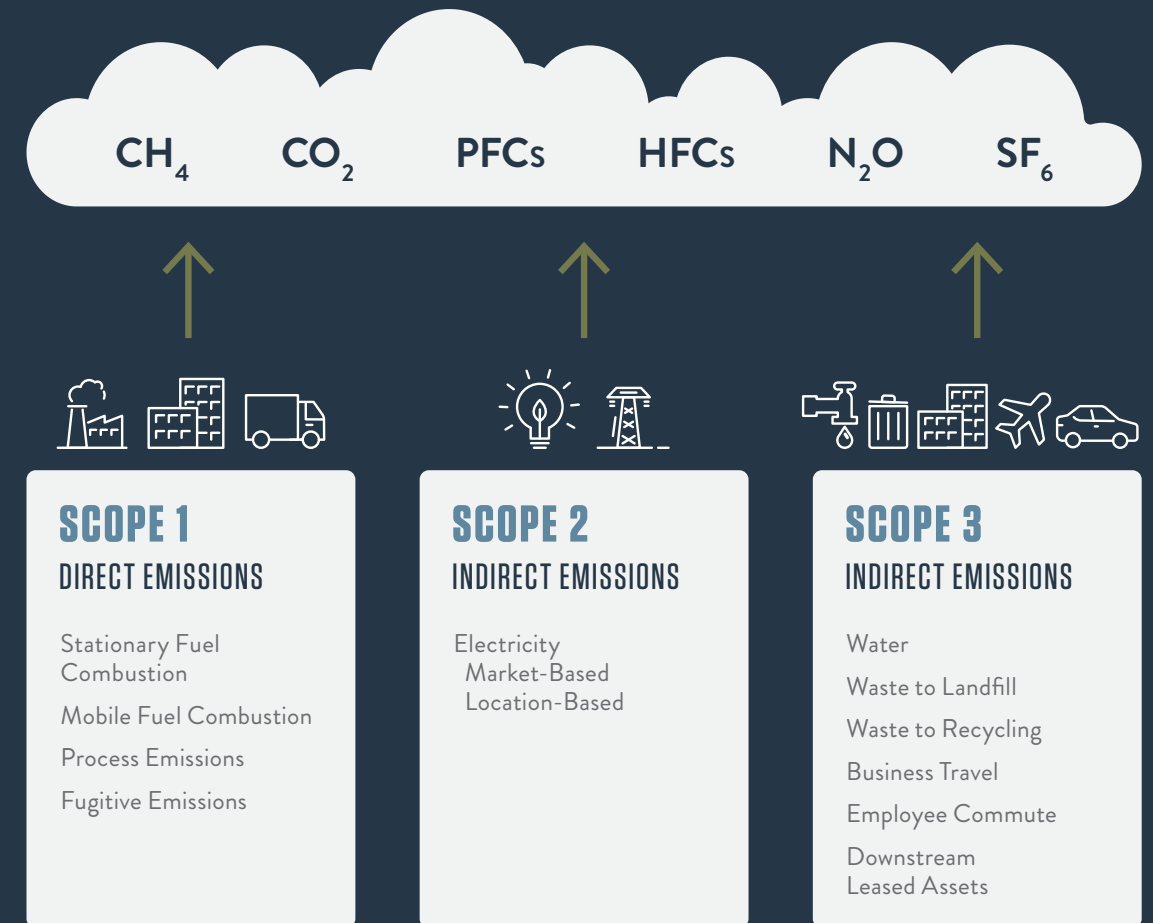 CH₄ CO₂ PFCs HFCs N₂O SF₆
SCOPE 1
DIRECT EMISSIONS
Stationary Fuel
Combustion
Mobile Fuel Combustion
Process Emissions
Fugitive Emissions
SCOPE 2
INDIRECT EMISSIONS
Electricity
Market-Based
Location-Based
SCOPE 3
INDIRECT EMISSIONS
Water
Waste to Landfill
Waste to Recycling
Business Travel
Employee Commute
Downstream
Leased Assets